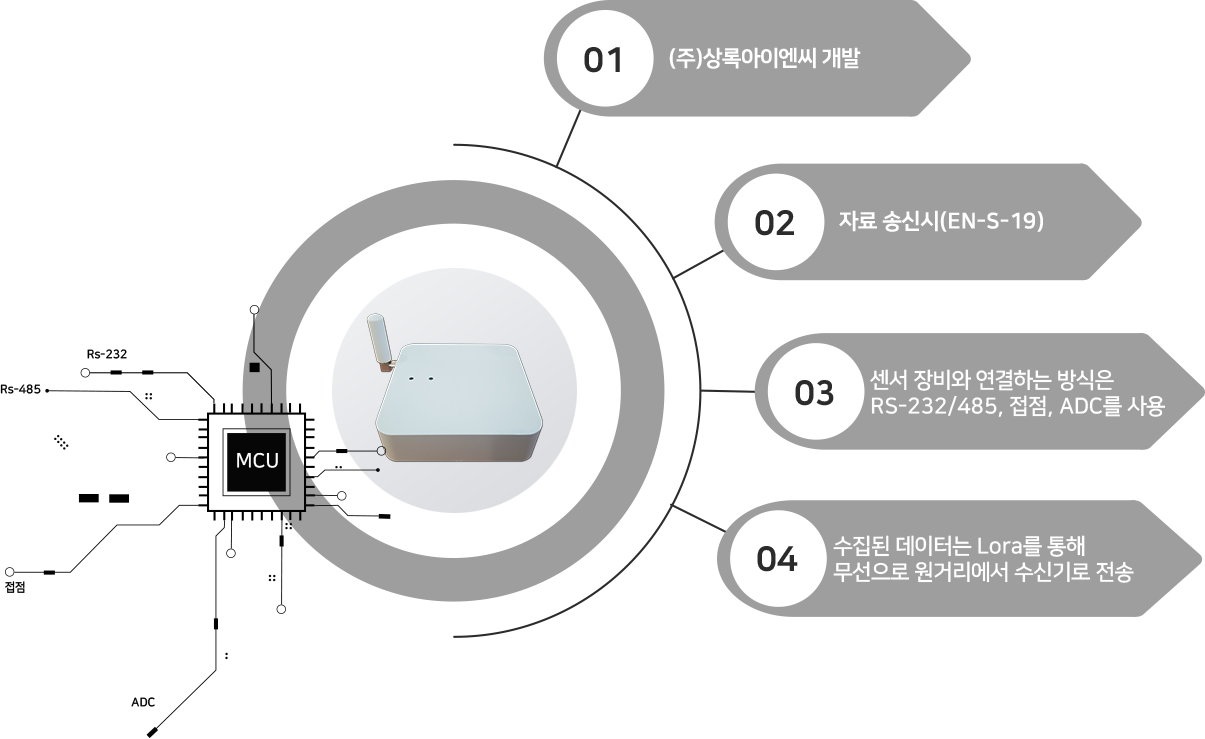 01
(주)상록아이엔씨 개발
02
자료 송신시(EN-S-19)
03
센서 장비와 연결하는 방식은
RS-232/485, 접점, ADC를 사용
04
수집된 데이터는 Lora를 통해
무선으로 원거리에서 수신기로 전송
Rs-232
Rs-485
MCU
접점
ADC